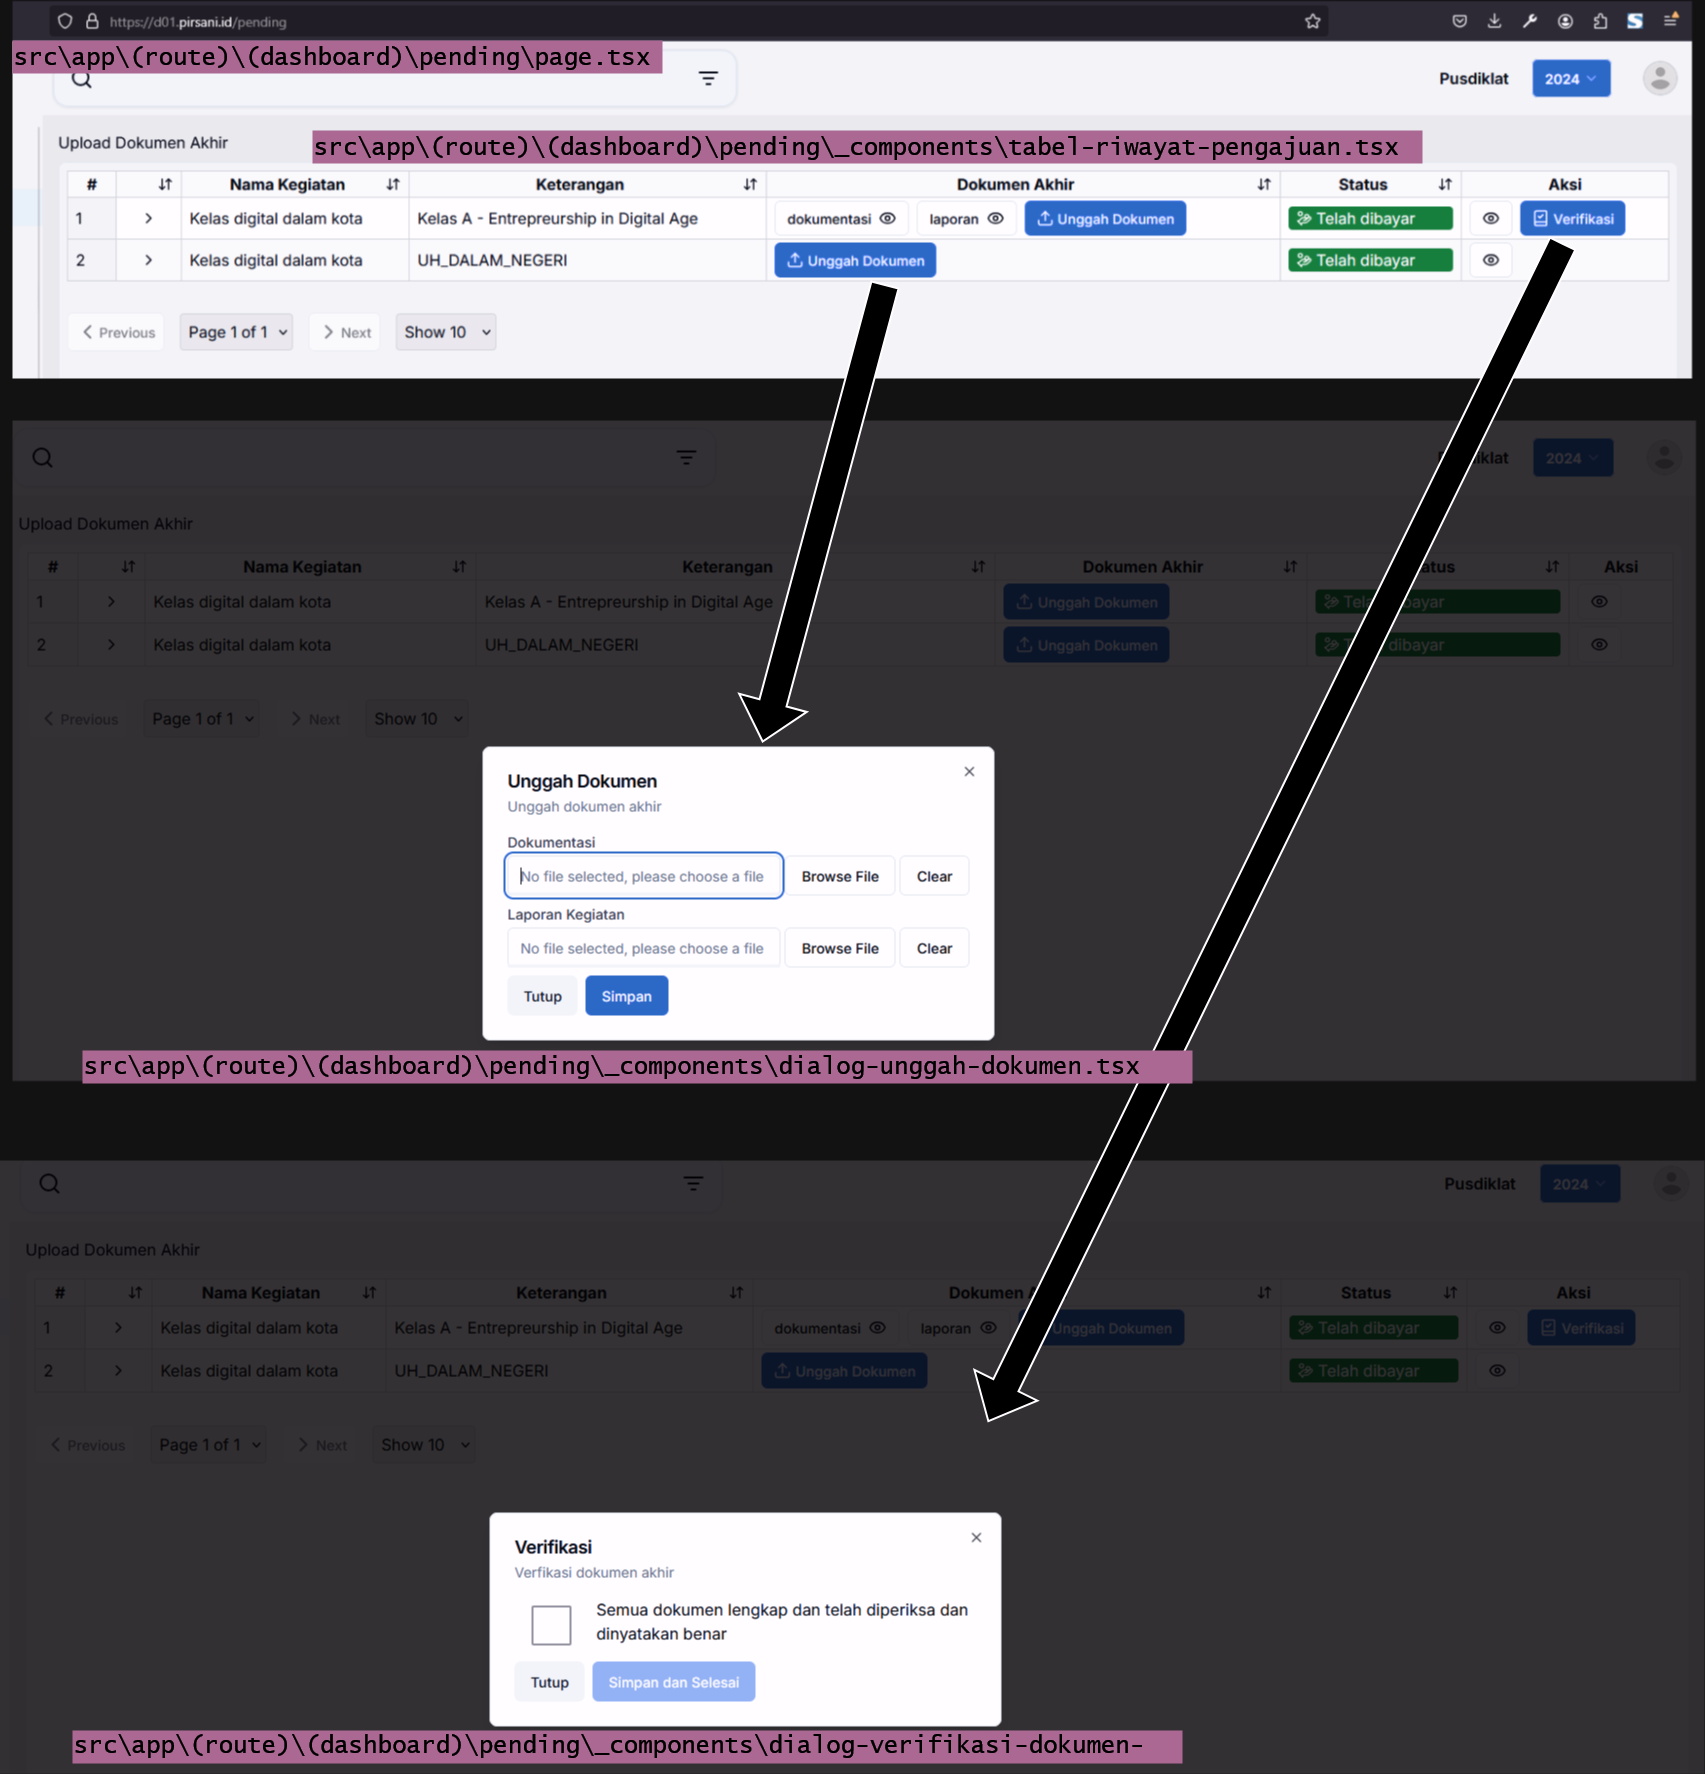 https://d01.pirsani.id/pending
src\app\(route)\(dashboard)\pending\page.tsx
Pusdiklat 2024
Upload Dokumen Akhir
src\app\(route)\(dashboard)\pending\_components\tabel-riwayat-pengajuan.tsx
# Nama Kegiatan Keterangan Dokumen Akhir Status Aksi
1 Kelas digital dalam kota Kelas A - Entrepreurship in Digital Age dokumentasi laporan Unggah Dokumen Telah dibayar Verifikasi
2 Kelas digital dalam kota UH_DALAM_NEGERI Unggah Dokumen Telah dibayar
Previous Page 1 of 1 Next Show 10
klat 2024
Upload Dokumen Akhir
# Nama Kegiatan Keterangan Dokumen Akhir atus Aksi
1 Kelas digital dalam kota Kelas A - Entrepreurship in Digital Age Unggah Dokumen Tela bayar
2 Kelas digital dalam kota UH_DALAM_NEGERI Unggah Dokumen dibayar
Previous Page 1 of 1 Next Show 10
Unggah Dokumen
Unggah dokumen akhir
Dokumentasi
No file selected, please choose a file Browse File Clear
Laporan Kegiatan
No file selected, please choose a file Browse File Clear
Tutup Simpan
src\app\(route)\(dashboard)\pending\_components\dialog-unggah-dokumen.tsx
Pusdiklat 2024
Upload Dokumen Akhir
# Nama Kegiatan Keterangan Dokumen Status Aksi
1 Kelas digital dalam kota Kelas A - Entrepreurship in Digital Age dokumentasi laporan Unggah Dokumen Telah dibayar Verifikasi
2 Kelas digital dalam kota UH_DALAM_NEGERI Unggah Dokumen Telah dibayar
Previous Page 1 of 1 Next Show 10
Verifikasi
Verfikasi dokumen akhir
Semua dokumen lengkap dan telah diperiksa dan
dinyatakan benar
Tutup Simpan dan Selesai
src\app\(route)\(dashboard)\pending\_components\dialog-verifikasi-dokumen-